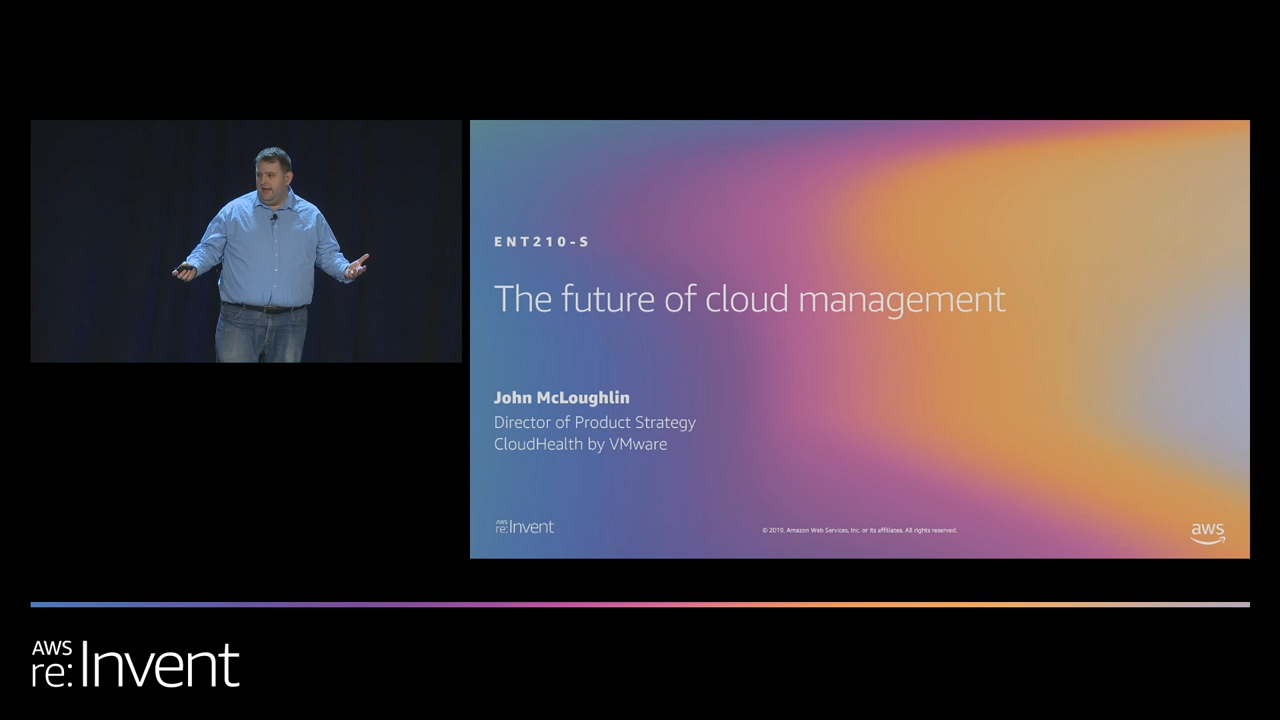 ENT210-S
The future of cloud management
John McLoughlin
Director of Product Strategy
CloudHealth by VMware
AWS
re:Invent
© 2019, Amazon Web Services, Inc. or its affiliates. All rights reserved.
aws
AWS
re:Invent